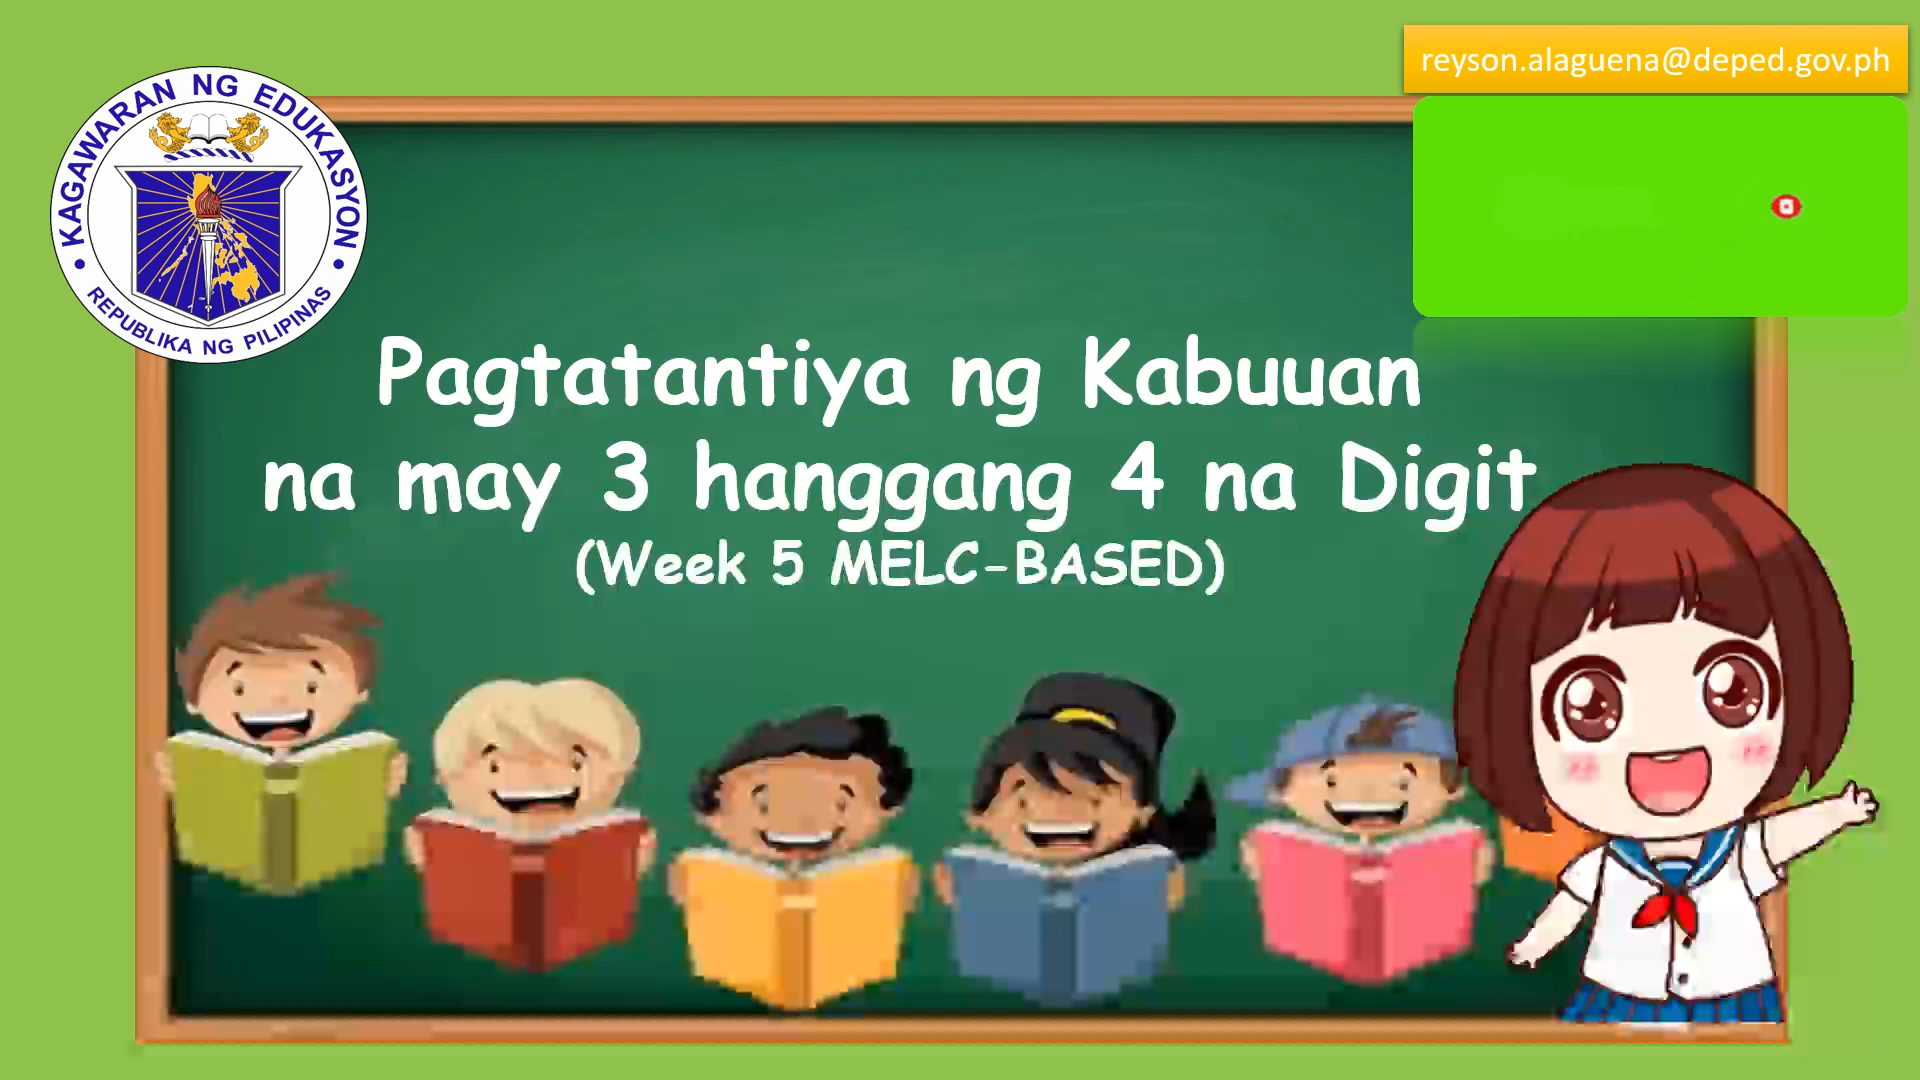 reyson.alaguena@deped.gov.ph
KAGAWARAN NG EDUKASYON
REPUBLIKA NG PILIPINAS
Pagtatantiya ng Kabuuan
na may 3 hanggang 4 na Digit
(Week 5 MELC-BASED)